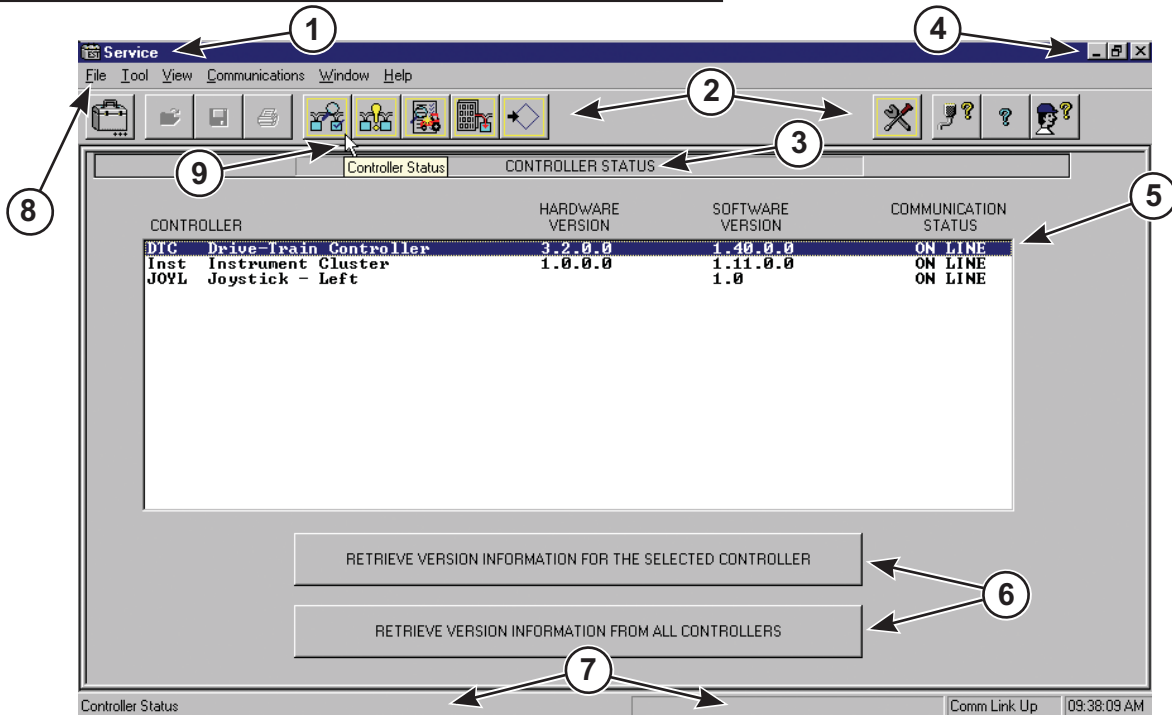 1
4
Service
File Tool View Communications Window Help
2
9
Controller Status
CONTROLLER STATUS
3
8
5
CONTROLLER HARDWARE VERSION SOFTWARE VERSION COMMUNICATION STATUS
DTC Drive-Train Controller 3.2.0.0 1.40.0.0 ON LINE
Inst Instrument Cluster 1.0.0.0 1.11.0.0 ON LINE
JOYL Joystick - Left 1.0 ON LINE
RETRIEVE VERSION INFORMATION FOR THE SELECTED CONTROLLER
6
RETRIEVE VERSION INFORMATION FROM ALL CONTROLLERS
7
Controller Status Comm Link Up 09:38:09 AM